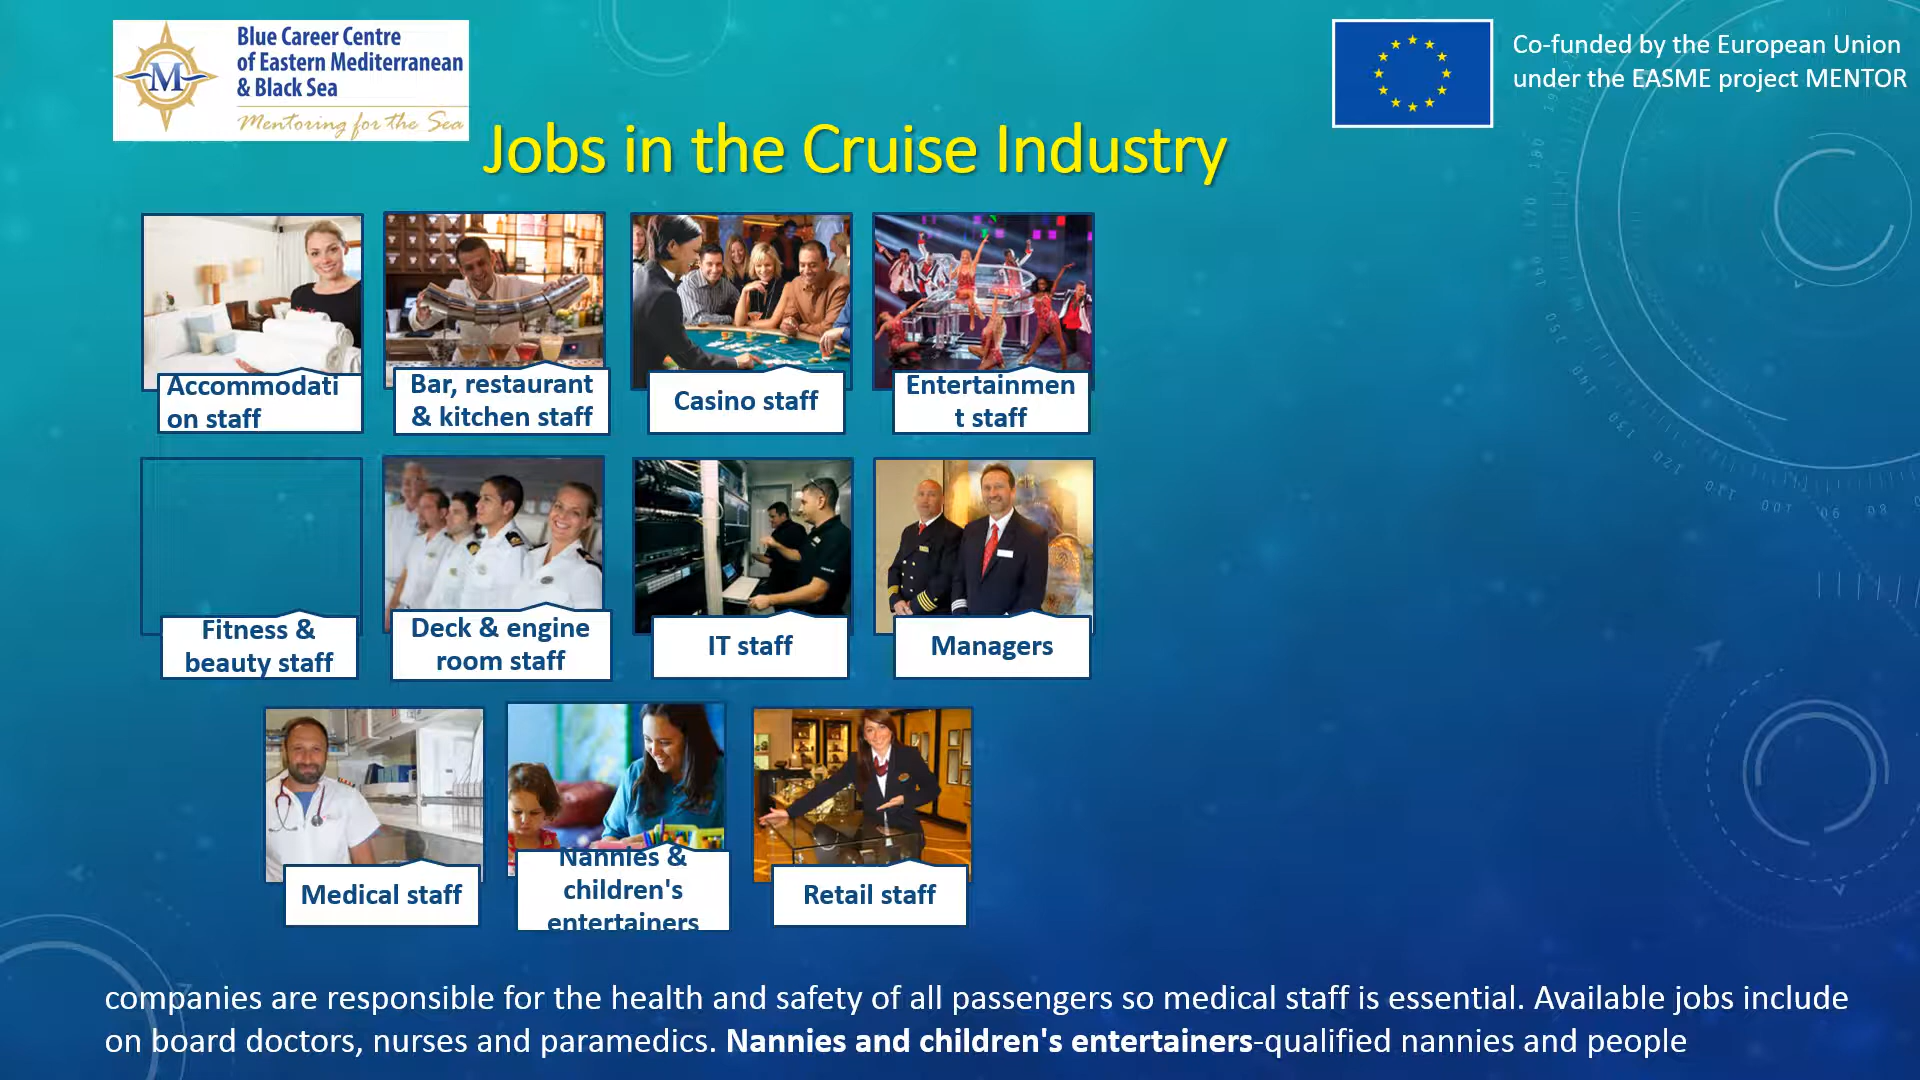 Blue Career Centre
of Eastern Mediterranean
& Black Sea
Mentoring for the Sea
Co-funded by the European Union
under the EASME project MENTOR
Jobs in the Cruise Industry
Accommodati
on staff
Bar, restaurant
& kitchen staff
Casino staff
Entertainmen
t staff
Fitness &
beauty staff
Deck & engine
room staff
IT staff
Managers
Medical staff
Nannies &
children's
entertainers
Retail staff
companies are responsible for the health and safety of all passengers so medical staff is essential. Available jobs include
on board doctors, nurses and paramedics. Nannies and children's entertainers-qualified nannies and people